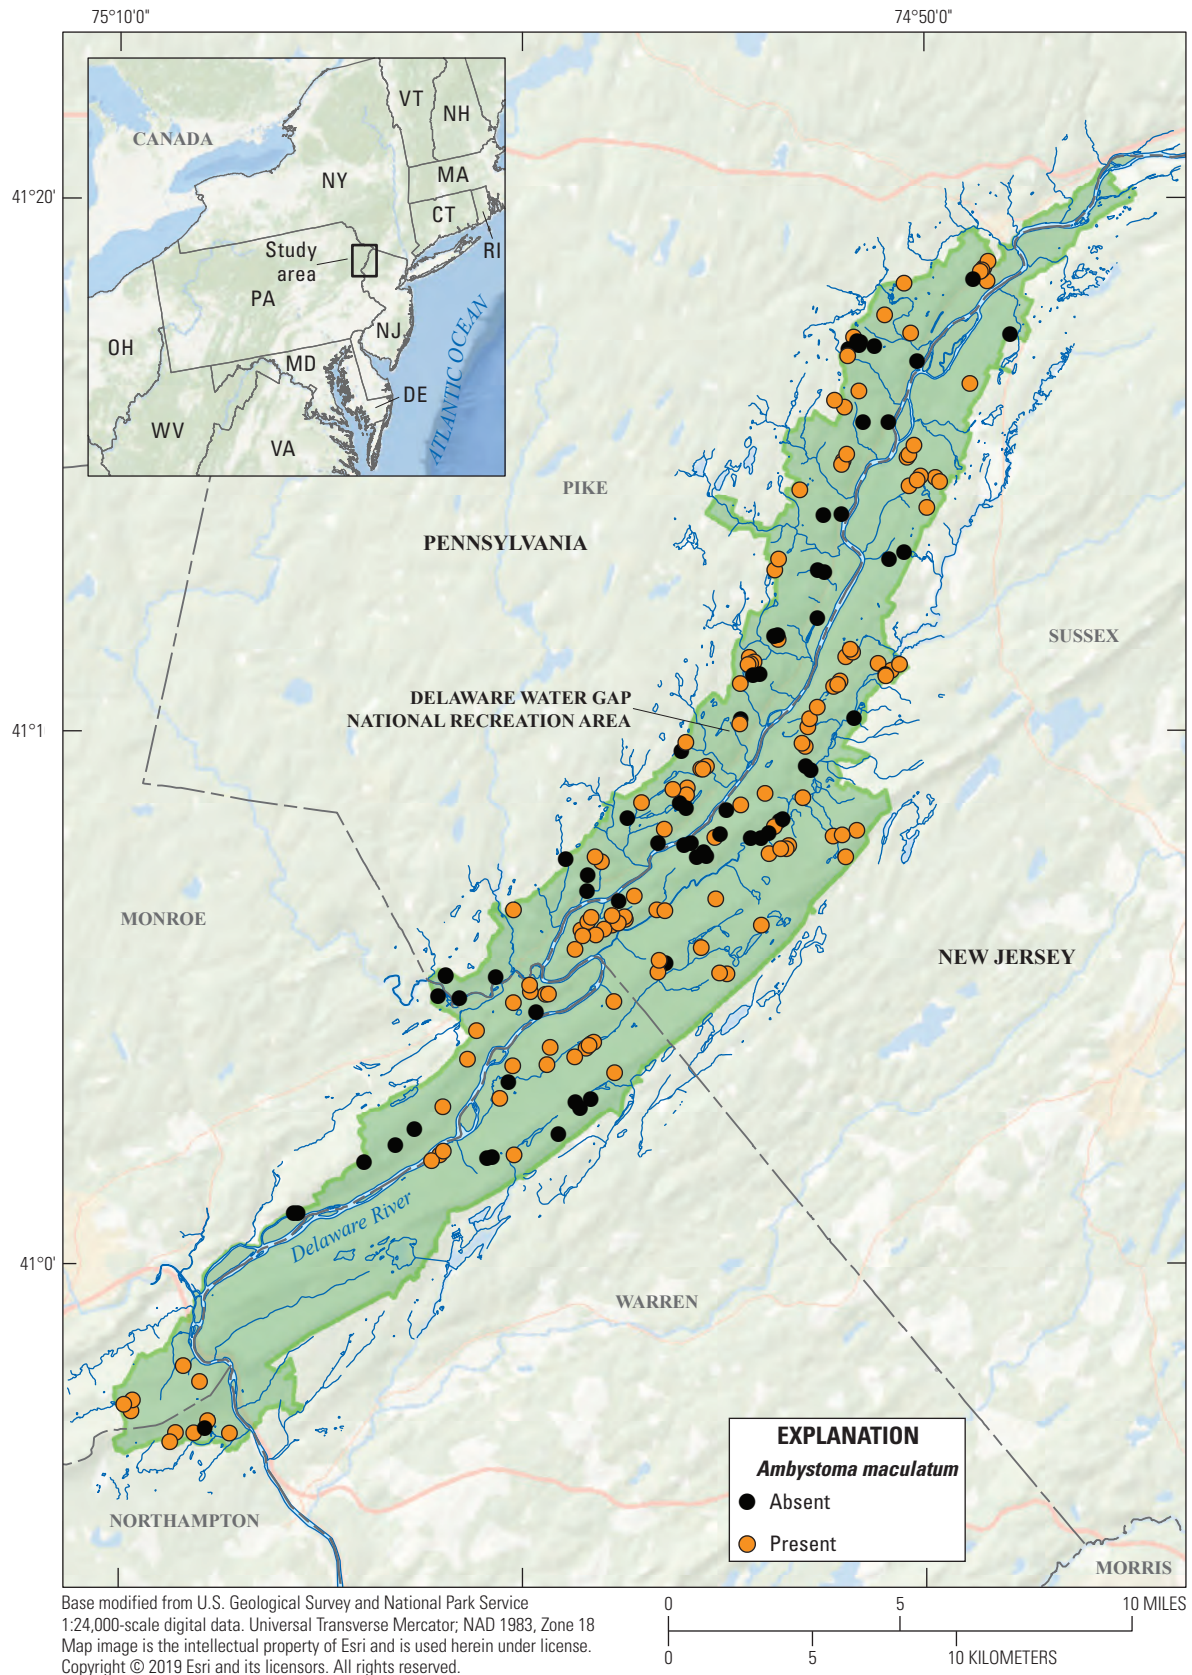 75°10'0"
74°50'0"
41°20'
41°1
41°0'
CANADA
VT
NH
NY
MA
CT
RI
Study
area
PA
NJ
OH
MD
DE
WV
VA
ATLANTIC OCEAN
PIKE
PENNSYLVANIA
SUSSEX
DELAWARE WATER GAP
NATIONAL RECREATION AREA
MONROE
NEW JERSEY
Delaware River
WARREN
NORTHAMPTON
MORRIS
EXPLANATION
Ambystoma maculatum
Absent
Present
Base modified from U.S. Geological Survey and National Park Service
1:24,000-scale digital data. Universal Transverse Mercator; NAD 1983, Zone 18
Map image is the intellectual property of Esri and is used herein under license.
Copyright © 2019 Esri and its licensors. All rights reserved.
0 5 10 MILES
0 5 10 KILOMETERS